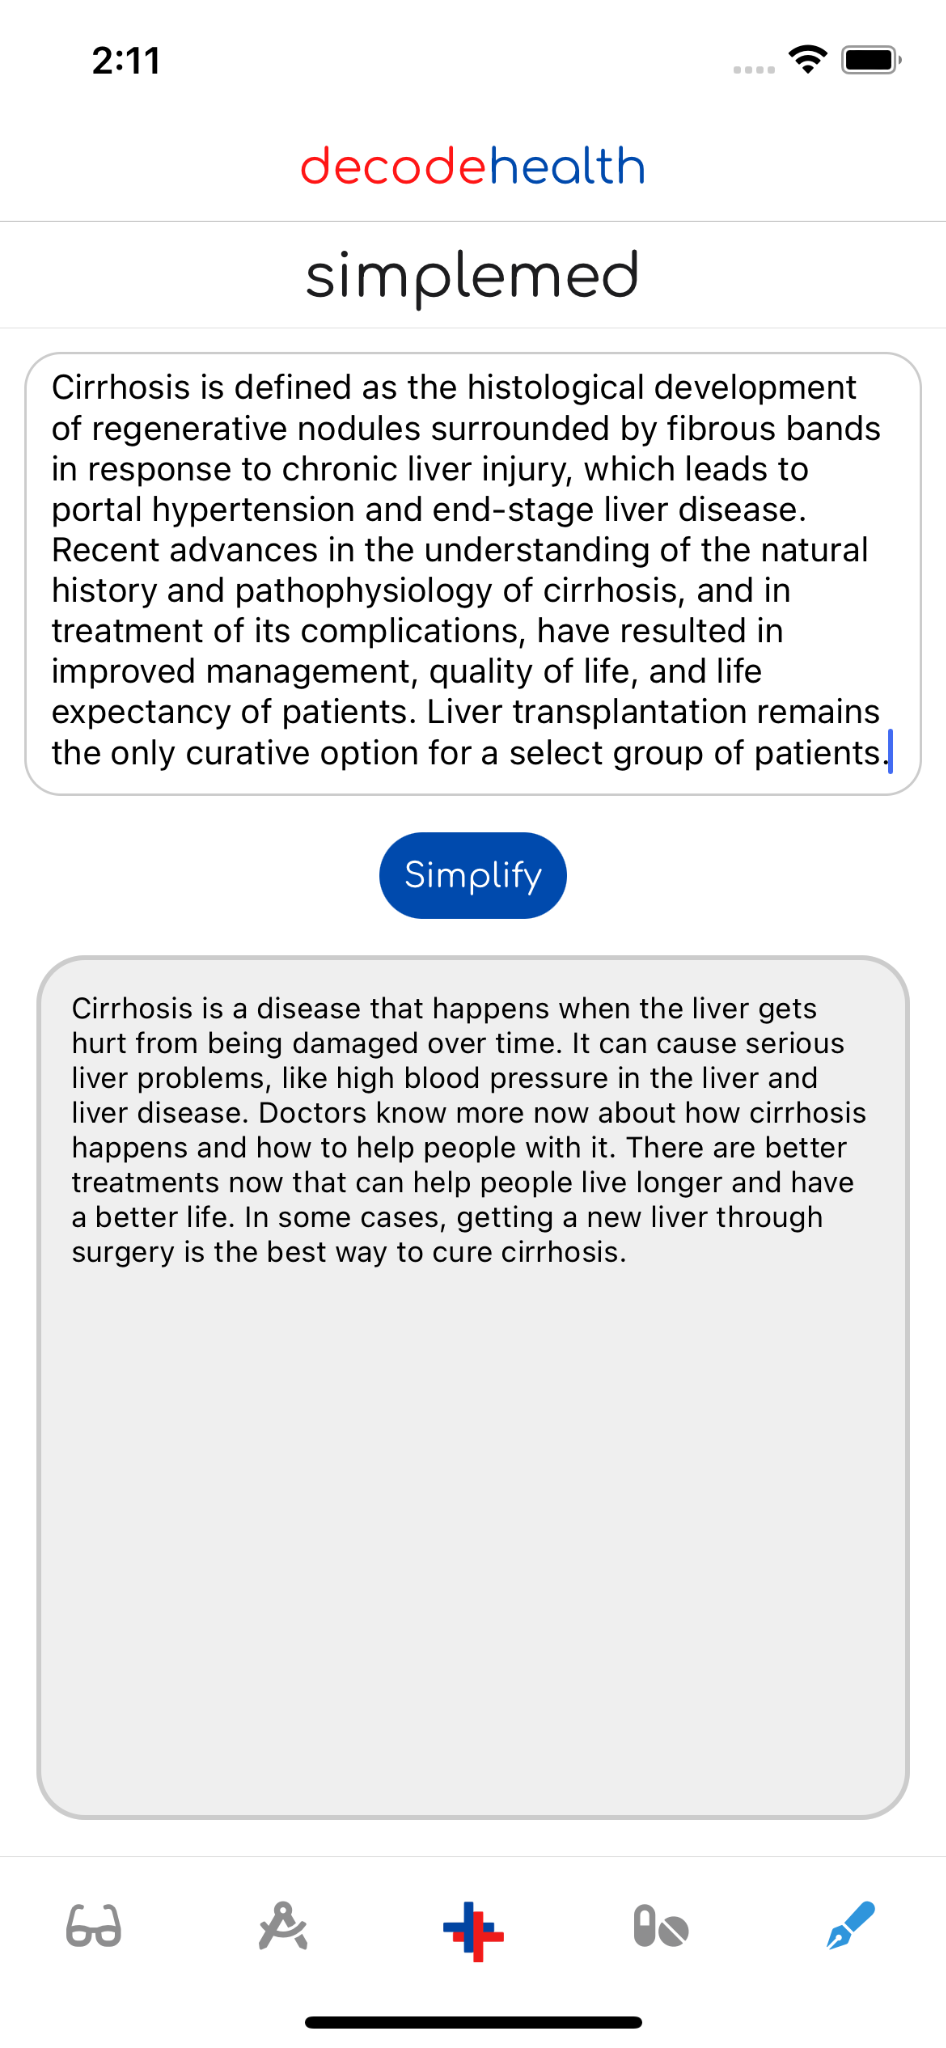 2:11
decodehealth
simplemed
Cirrhosis is defined as the histological development
of regenerative nodules surrounded by fibrous bands
in response to chronic liver injury, which leads to
portal hypertension and end-stage liver disease.
Recent advances in the understanding of the natural
history and pathophysiology of cirrhosis, and in
treatment of its complications, have resulted in
improved management, quality of life, and life
expectancy of patients. Liver transplantation remains
the only curative option for a select group of patients.
Simplify
Cirrhosis is a disease that happens when the liver gets
hurt from being damaged over time. It can cause serious
liver problems, like high blood pressure in the liver and
liver disease. Doctors know more now about how cirrhosis
happens and how to help people with it. There are better
treatments now that can help people live longer and have
a better life. In some cases, getting a new liver through
surgery is the best way to cure cirrhosis.